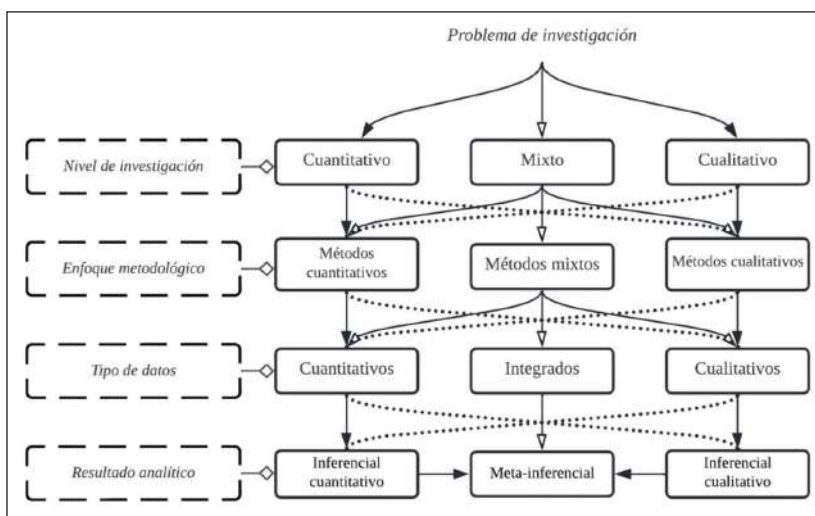 Problema de investigación
Nivel de investigación
Cuantitativo
Mixto
Cualitativo
Enfoque metodológico
Métodos
cuantitativos
Métodos mixtos
Métodos cualitativos
Tipo de datos
Cuantitativos
Integrados
Cualitativos
Resultado analítico
Inferencial
cuantitativo
Meta-inferencial
Inferencial
cualitativo